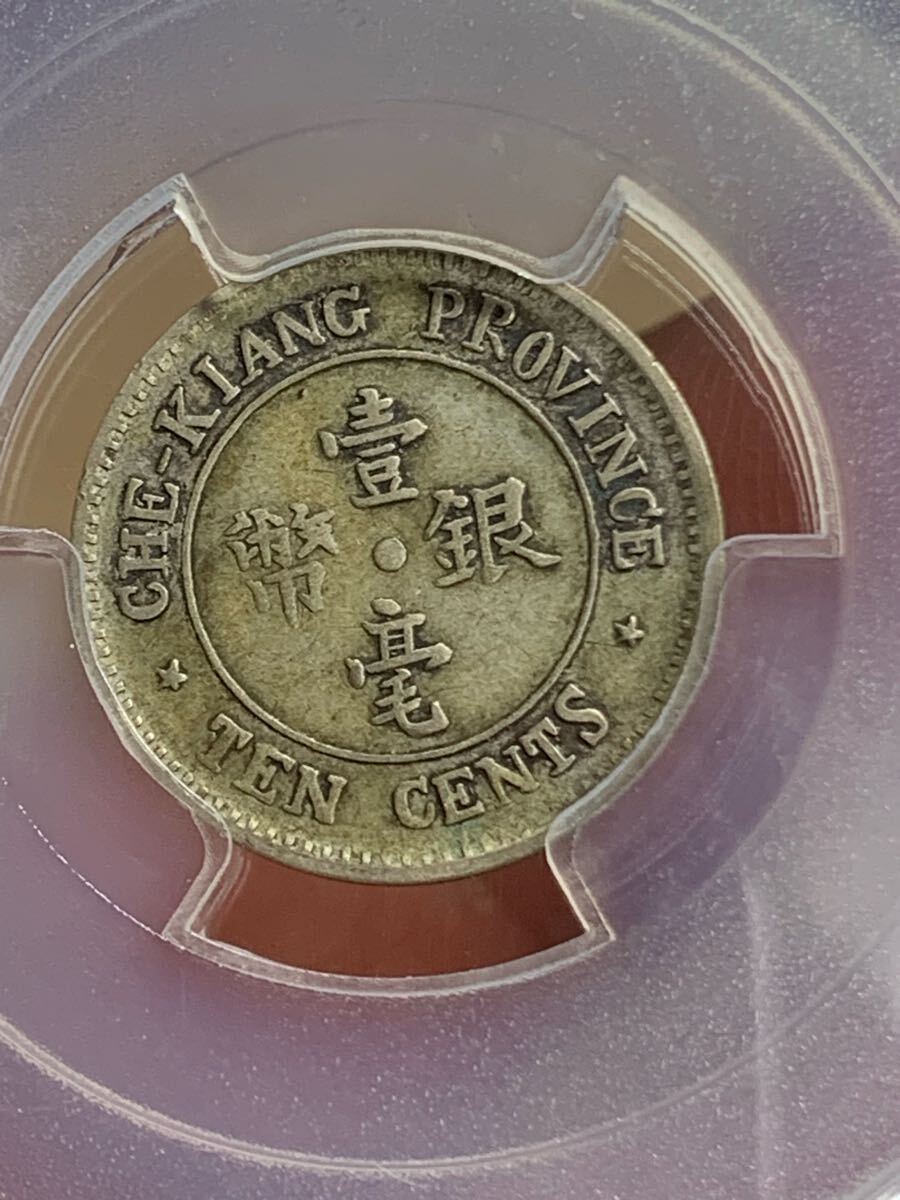 CHE-KIANG PROVINCE
壹
銀幣
毫
TEN CENTS